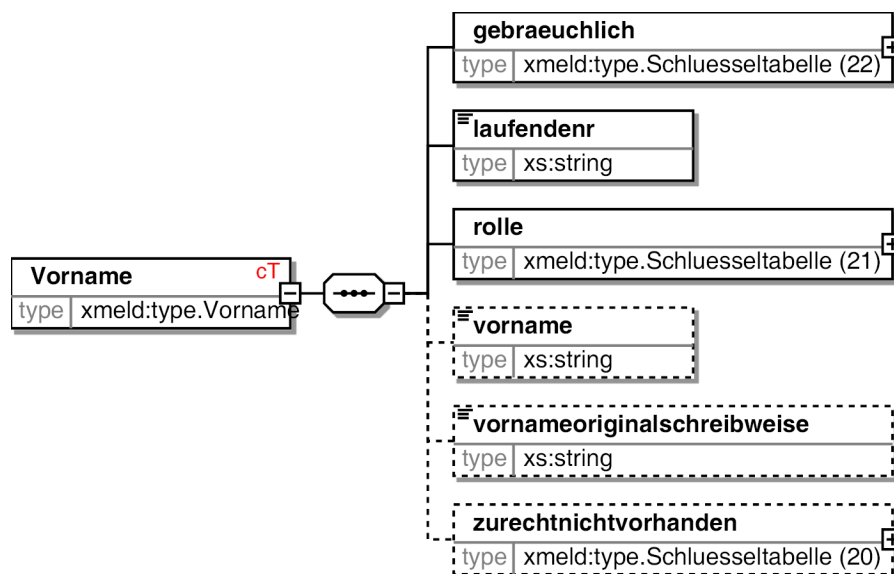 gebraeuchlich
type xmeld:type.Schluesseltabelle (22)
laufendenr
type xs:string
rolle
type xmeld:type.Schluesseltabelle (21)
Vorname cT
type xmeld:type.Vorname
vorname
type xs:string
vornameoriginalschreibweise
type xs:string
zurechtnichtvorhanden
type xmeld:type.Schluesseltabelle (20)